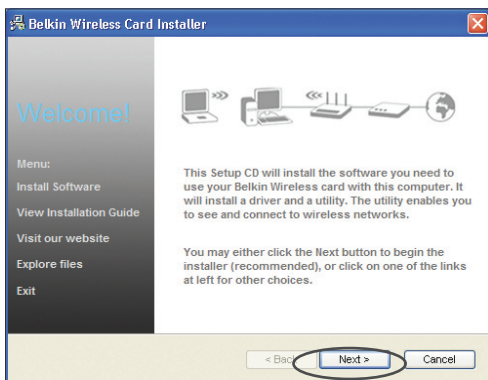 Belkin Wireless Card Installer
Welcome!
Menu:
Install Software
View Installation Guide
Visit our website
Explore files
Exit
This Setup CD will install the software you need to
use your Belkin Wireless card with this computer. It
will install a driver and a utility. The utility enables you
to see and connect to wireless networks.
You may either click the Next button to begin the
installer (recommended), or click on one of the links
at left for other choices.
< Back
Next >
Cancel